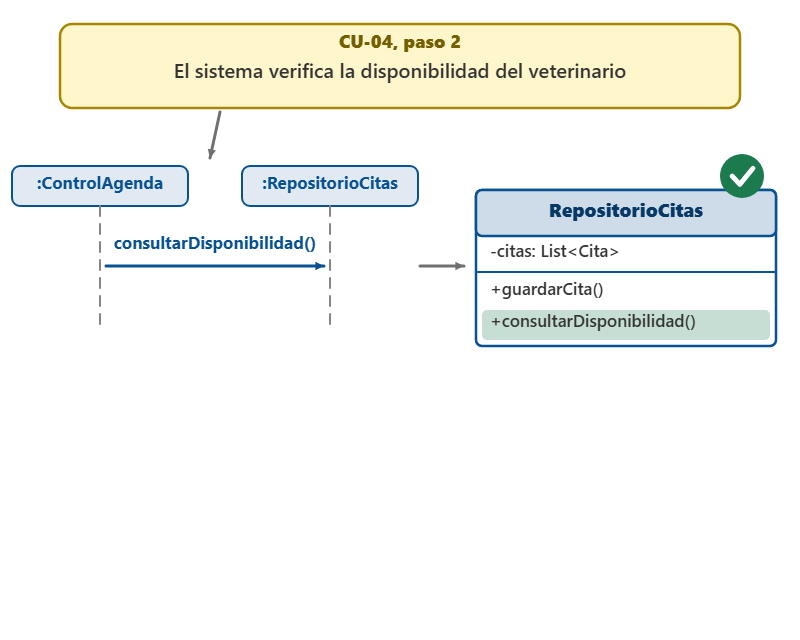 CU-04, paso 2
El sistema verifica la disponibilidad del veterinario
:ControlAgenda
:RepositorioCitas
consultarDisponibilidad()
RepositorioCitas
-citas: List<Cita>
+guardarCita()
+consultarDisponibilidad()